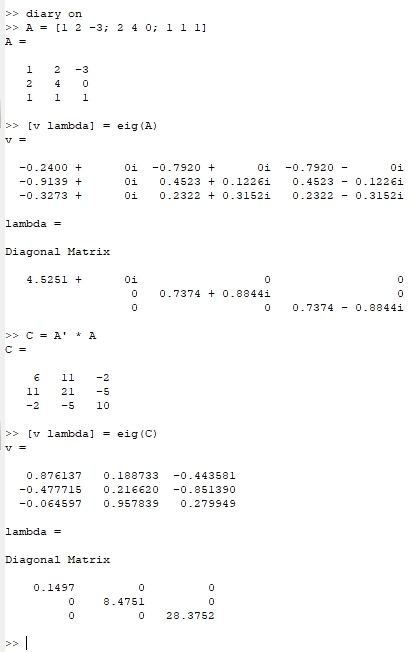 >> diary on
>> A = [1 2 -3; 2 4 0; 1 1 1]
A =
1 2 -3
2 4 0
1 1 1
>> [v lambda] = eig(A)
v =
-0.2400 + 0i -0.7920 + 0i -0.7920 - 0i
-0.9139 + 0i 0.4523 + 0.1226i 0.4523 - 0.1226i
-0.3273 + 0i 0.2322 + 0.3152i 0.2322 - 0.3152i
lambda =
Diagonal Matrix
4.5251 + 0i 0 0
0 0.7374 + 0.8844i 0
0 0 0.7374 - 0.8844i
>> C = A' * A
C =
6 11 -2
11 21 -5
-2 -5 10
>> [v lambda] = eig(C)
v =
0.876137 0.188733 -0.443581
-0.477715 0.216620 -0.851390
-0.064597 0.957839 0.279949
lambda =
Diagonal Matrix
0.1497 0 0
0 8.4751 0
0 0 28.3752
>>